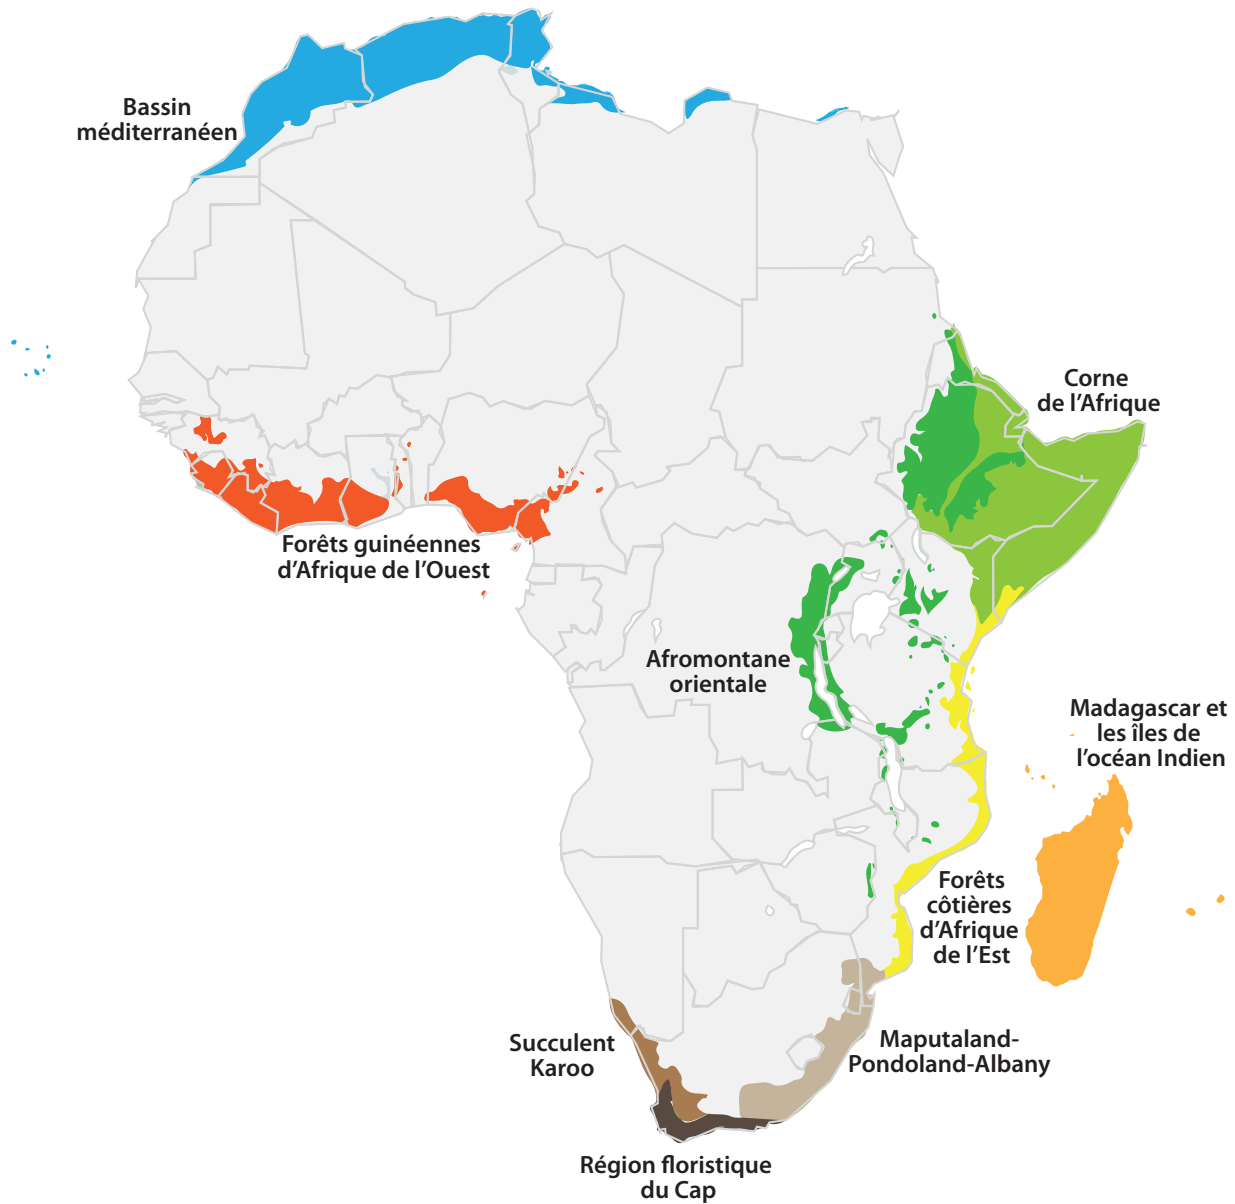 Bassin
méditerranéen
Corne
de l'Afrique
Forêts guinéennes
d'Afrique de l'Ouest
Afromontane
orientale
Madagascar et
les îles de
l'océan Indien
Forêts
côtières
d'Afrique
de l'Est
Succulent
Karoo
Maputaland-
Pondoland-Albany
Région floristique
du Cap